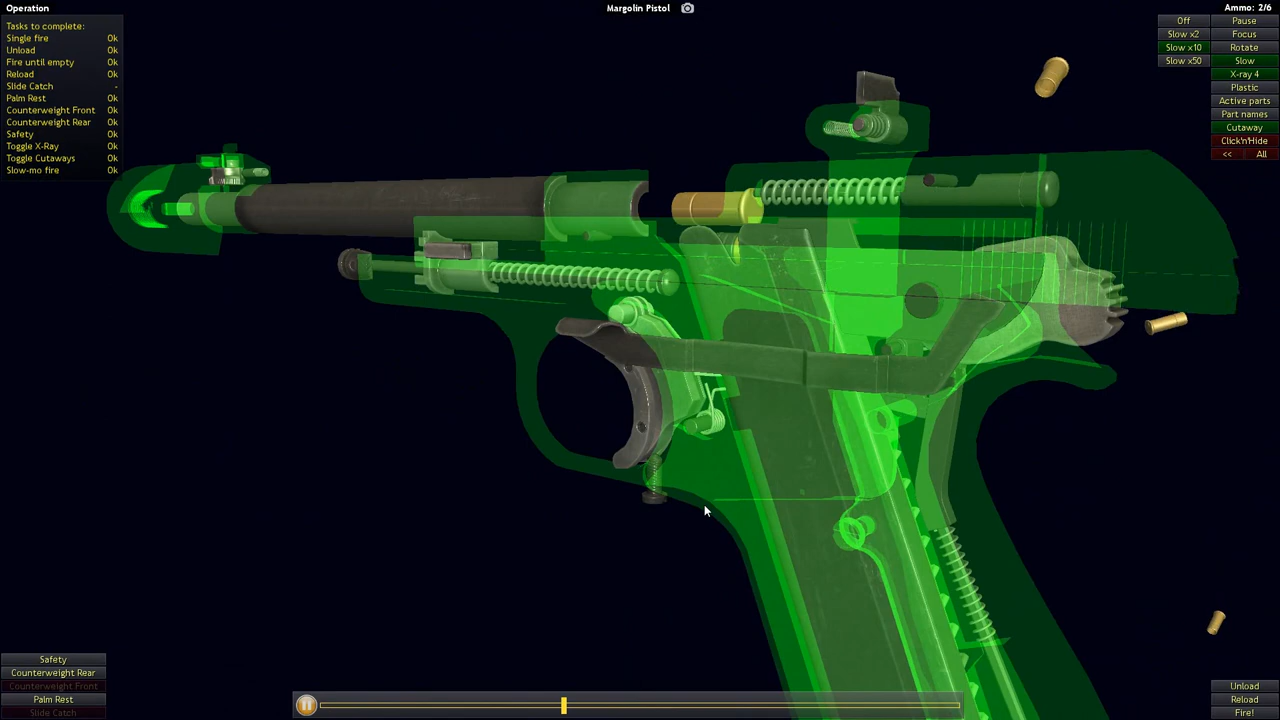 Operation
Margolin Pistol
Ammo: 2/6
Tasks to complete:
Single fire Ok
Unload Ok
Fire until empty Ok
Reload Ok
Slide Catch -
Palm Rest Ok
Counterweight Front Ok
Counterweight Rear Ok
Safety Ok
Toggle X-Ray Ok
Toggle Cutaways Ok
Slow-mo fire Ok
Off Pause
Slow x2 Focus
Slow x10 Rotate
Slow x50 Slow
X-ray 4
Plastic
Active parts
Part names
Cutaway
Click'n'Hide
<< All
Safety
Counterweight Rear
Counterweight Front
Palm Rest
Slide Catch
Unload
Reload
Fire!